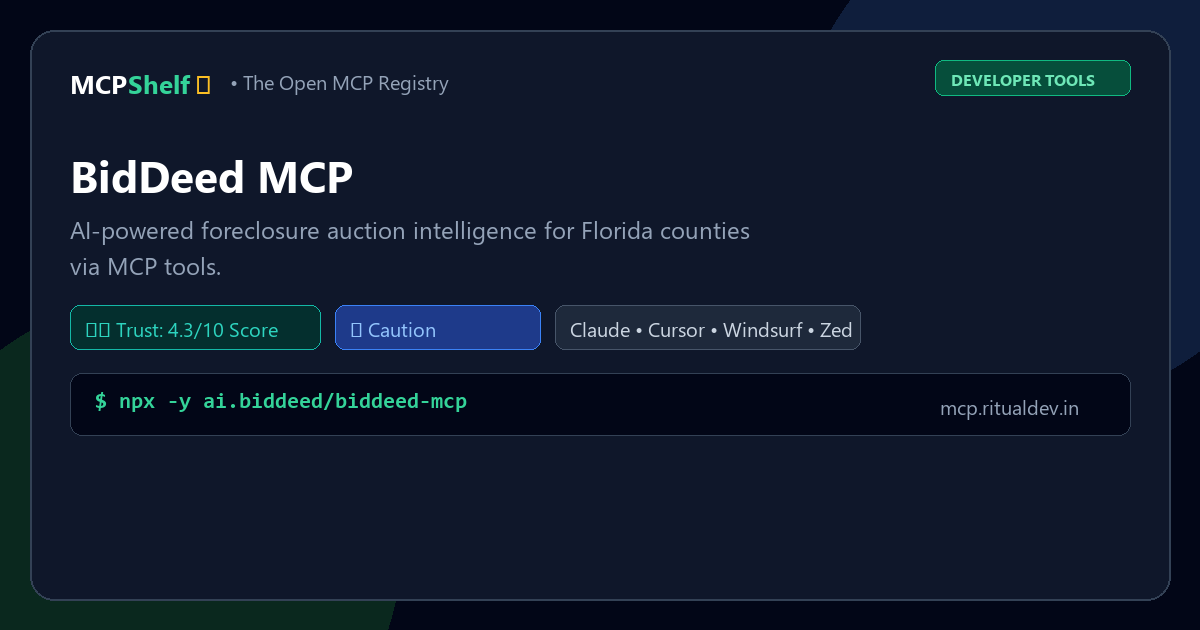 MCPShelf • The Open MCP Registry
DEVELOPER TOOLS
BidDeed MCP
AI-powered foreclosure auction intelligence for Florida counties
via MCP tools.
Trust: 4.3/10 Score
Caution
Claude • Cursor • Windsurf • Zed
$ npx -y ai.biddeed/biddeed-mcp
mcp.ritualdev.in